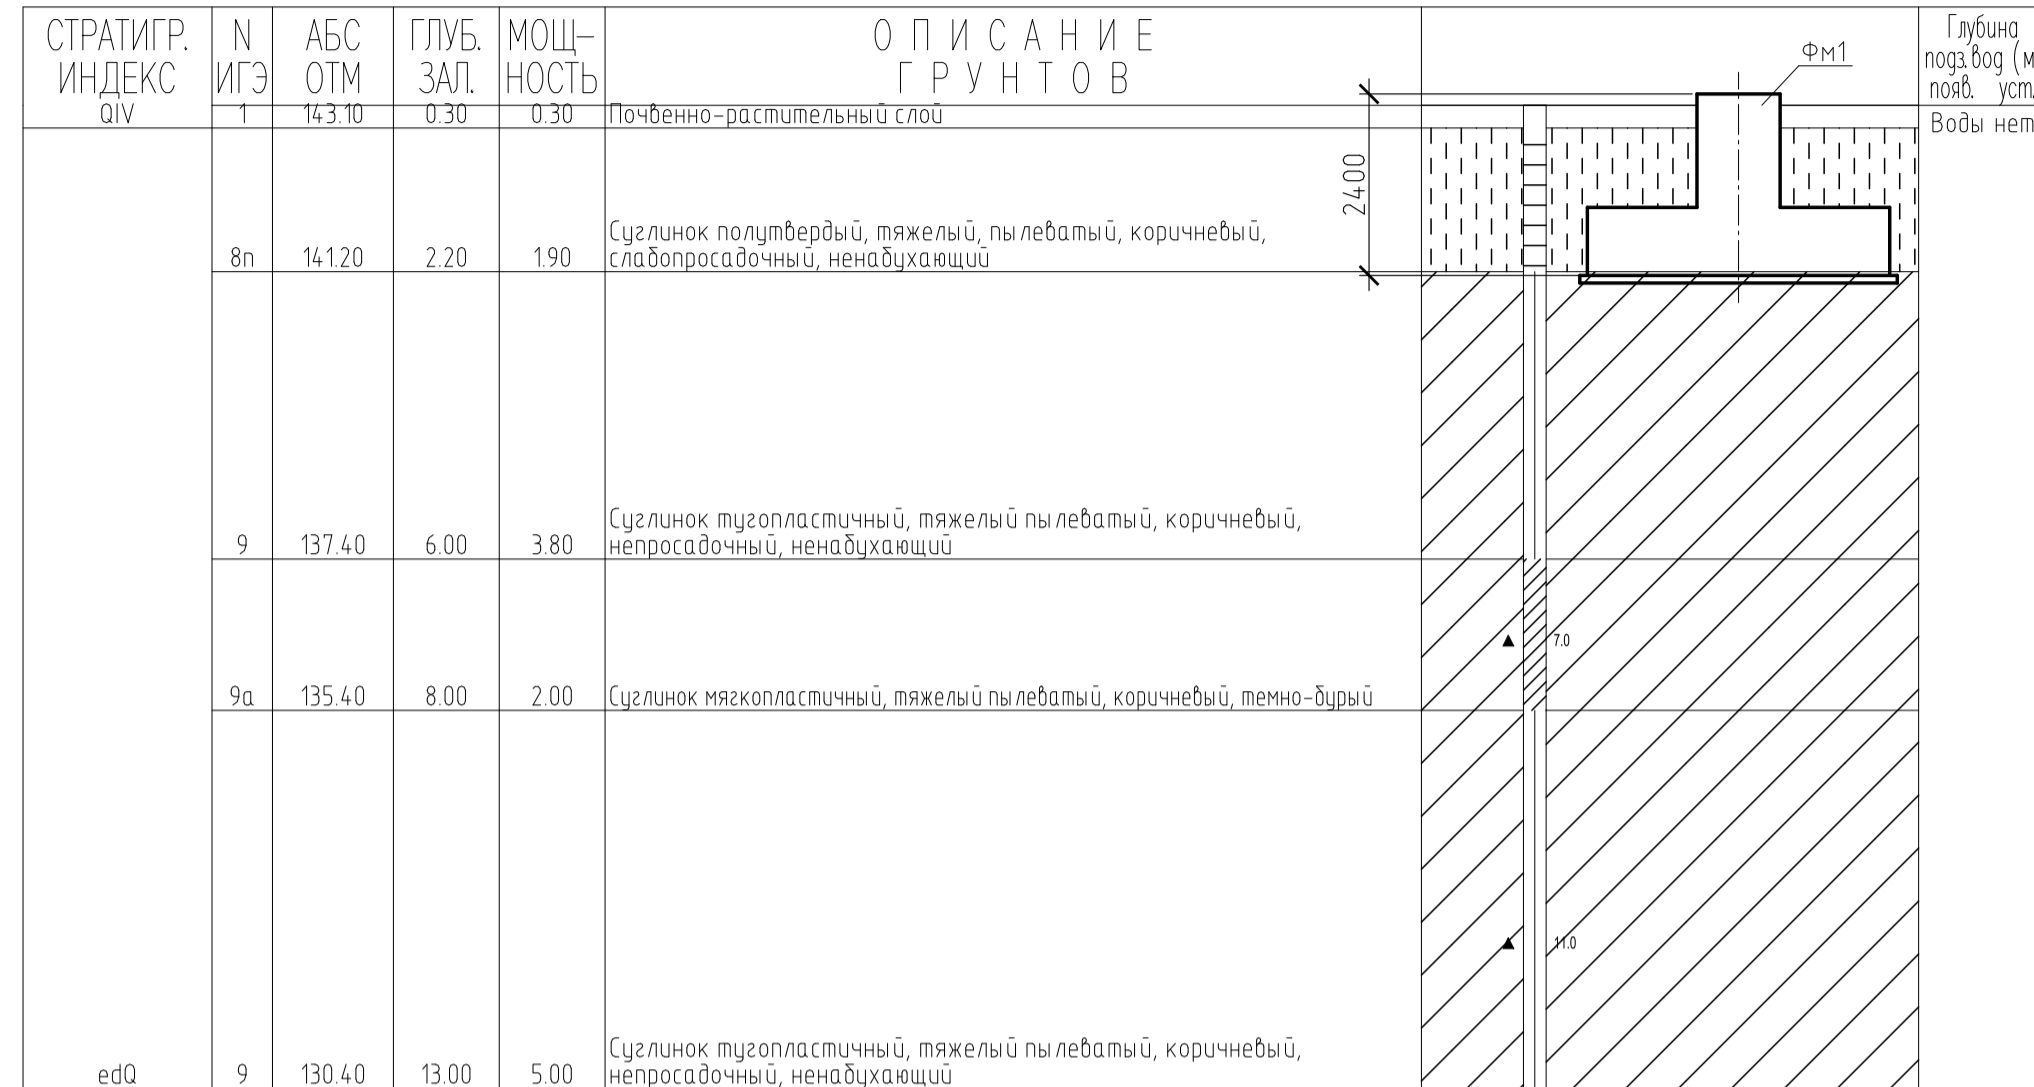 СТРАТИГР. ИНДЕКС
N ИГЭ
АБС ОТМ
ГЛУБ. ЗАЛ.
МОЩ- НОСТЬ
ОПИСАНИЕ
ГРУНТОВ
Глубина
подз.вод (м
появ. уст.
QIV 1 143.10 0.30 0.30 Почвенно-растительный слой
Воды нет
Фм1
2400
Суглинок полутвердый, тяжелый, пылеватый, коричневый,
8п 141.20 2.20 1.90 слабопросадочный, ненабухающий
Суглинок тугопластичный, тяжелый пылеватый, коричневый,
9 137.40 6.00 3.80 непросадочный, ненабухающий
7.0
9а 135.40 8.00 2.00 Суглинок мягкопластичный, тяжелый пылеватый, коричневый, темно-бурый
11.0
Суглинок тугопластичный, тяжелый пылеватый, коричневый,
edQ 9 130.40 13.00 5.00 непросадочный, ненабухающий